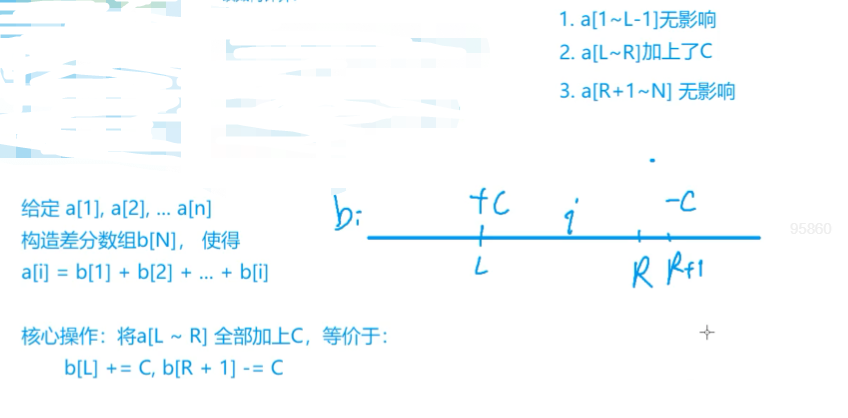 1. a[1~L-1]无影响
2. a[L~R]加上了C
3. a[R+1~N] 无影响
给定 a[1], a[2], ... a[n]
构造差分数组b[N]， 使得
a[i] = b[1] + b[2] + ... + b[i]
bi +C i -C
L R R+1
95860
核心操作：将a[L ~ R] 全部加上C，等价于：
b[L] += C, b[R + 1] -= C